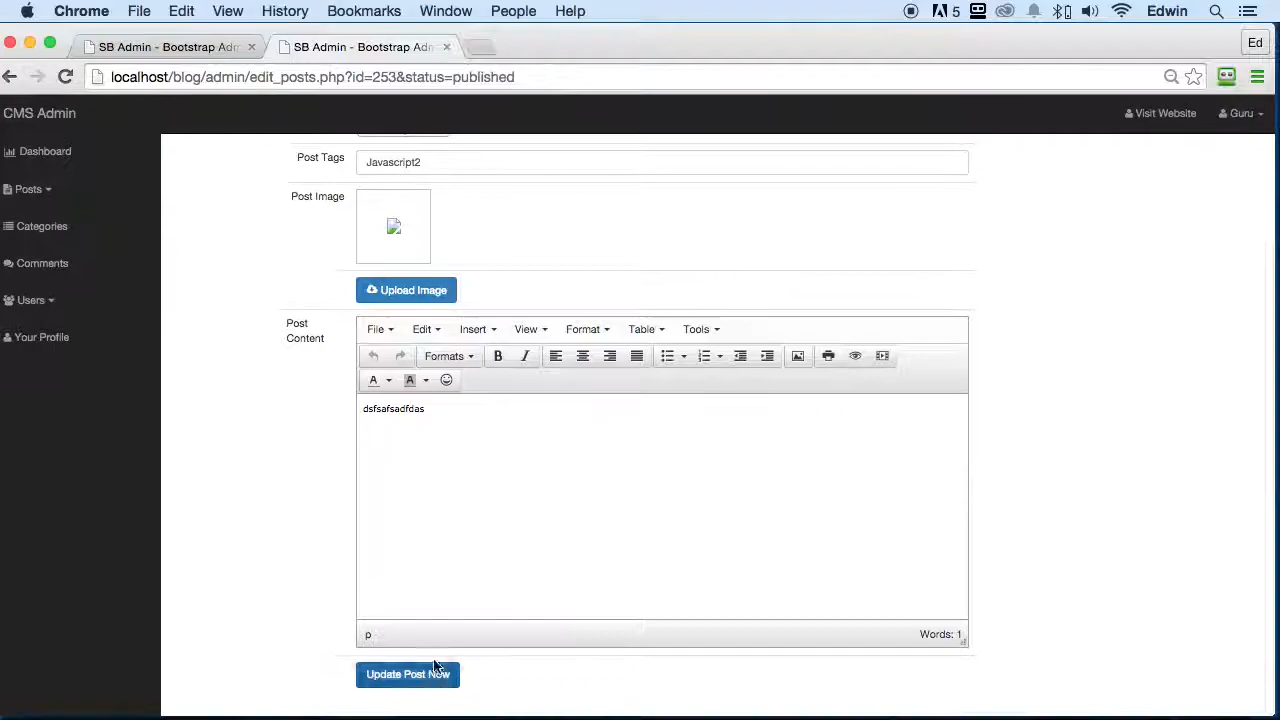 Chrome File Edit View History Bookmarks Window People Help 5 Edwin
SB Admin - Bootstrap Adm SB Admin - Bootstrap Adm Ed
localhost/blog/admin/edit_posts.php?id=253&status=published
CMS Admin Visit Website Guru
Dashboard
Posts
Categories
Comments
Users
Your Profile
Post Tags Javascript2
Post Image
Upload Image
Post Content
File Edit Insert View Format Table Tools
Formats B I
A A
dsfsafsadfdas
p Words: 1
Update Post Now